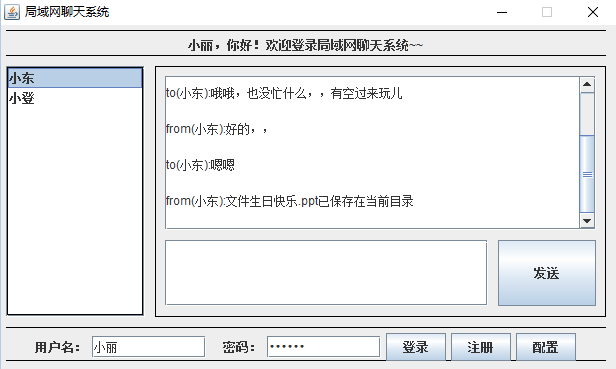 局域网聊天系统
小丽，你好！欢迎登录局域网聊天系统~~
小东
小登
to(小东):哦哦，也没忙什么，，有空过来玩儿
from(小东):好的，，
to(小东):嗯嗯
from(小东):文件生日快乐.ppt已保存在当前目录
发送
用户名： 小丽 密码： •••••• 登录 注册 配置